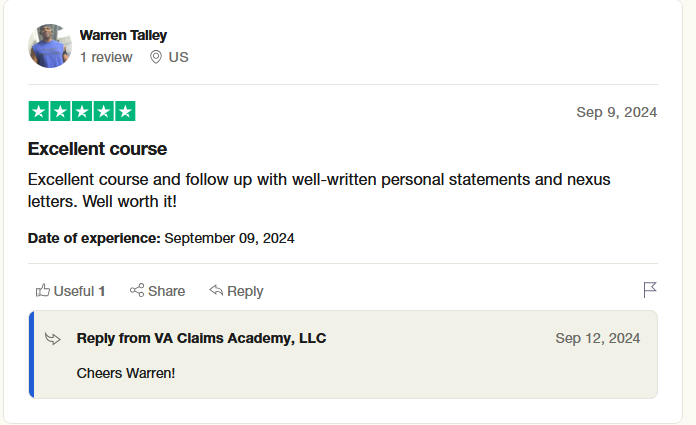 Warren Talley
1 review US
Sep 9, 2024
Excellent course
Excellent course and follow up with well-written personal statements and nexus
letters. Well worth it!
Date of experience: September 09, 2024
Useful 1 Share Reply
Reply from VA Claims Academy, LLC Sep 12, 2024
Cheers Warren!